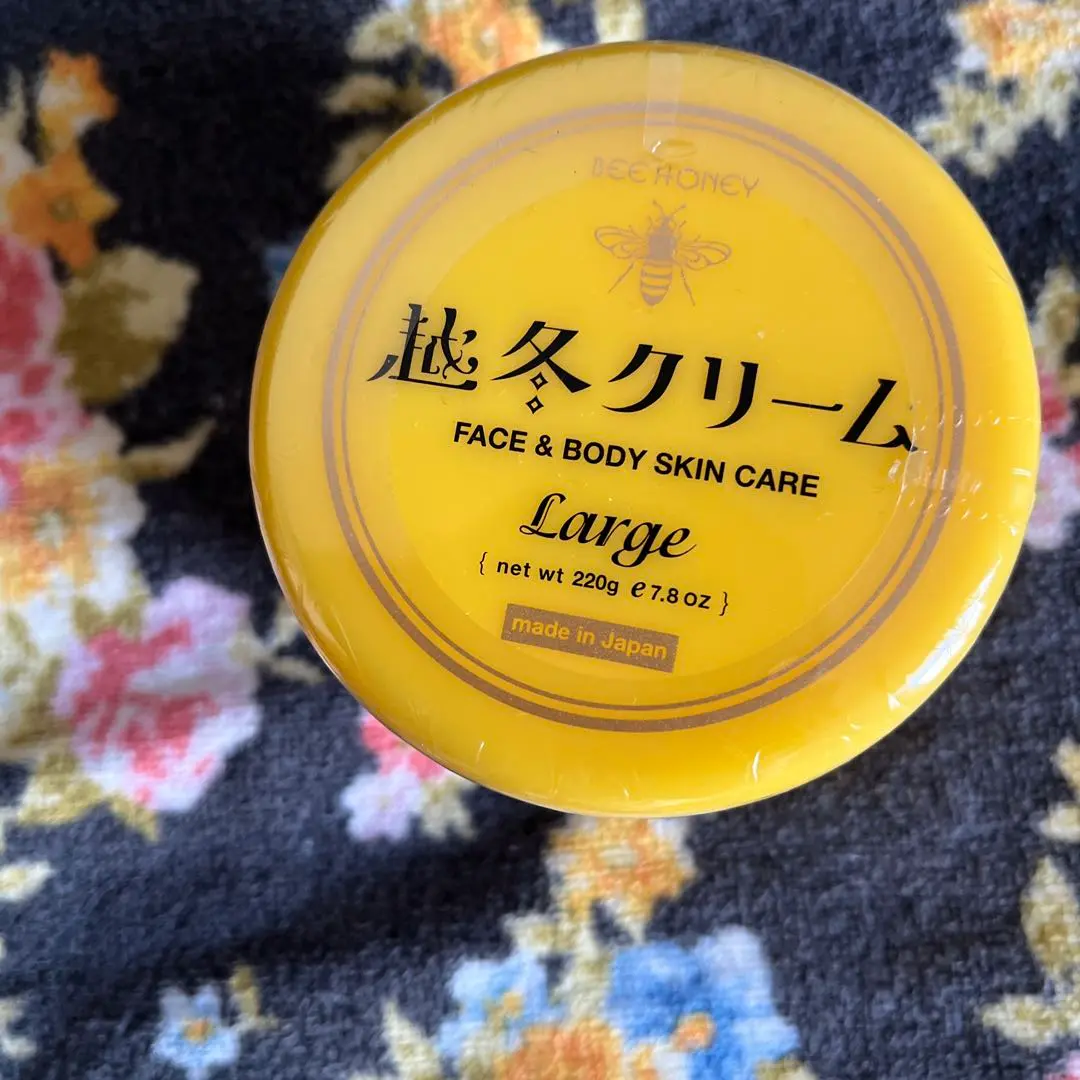 BEE HONEY
越冬クリーム
FACE & BODY SKIN CARE
Large
{ net wt 220g e 7.8 oz }
made in Japan